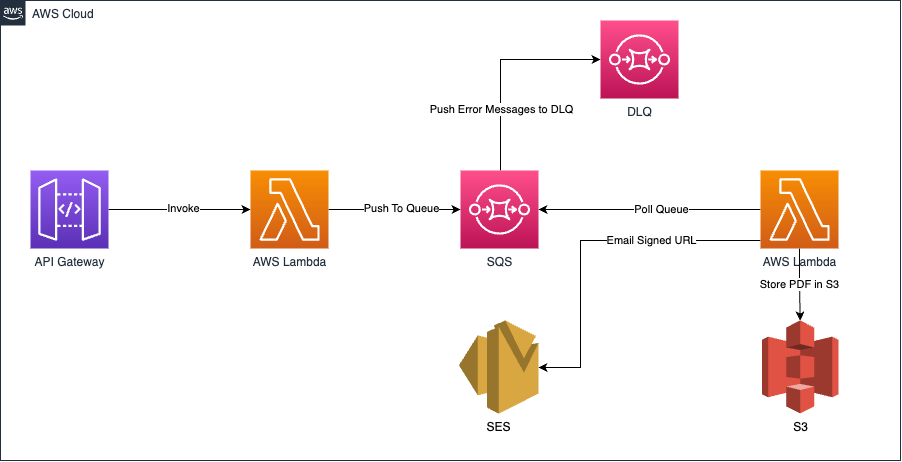 aws
AWS Cloud
Push Error Messages to DLQ
DLQ
Invoke
Push To Queue
Poll Queue
Email Signed URL
</>
API Gateway
AWS Lambda
SQS
AWS Lambda
Store PDF in S3
SES
S3